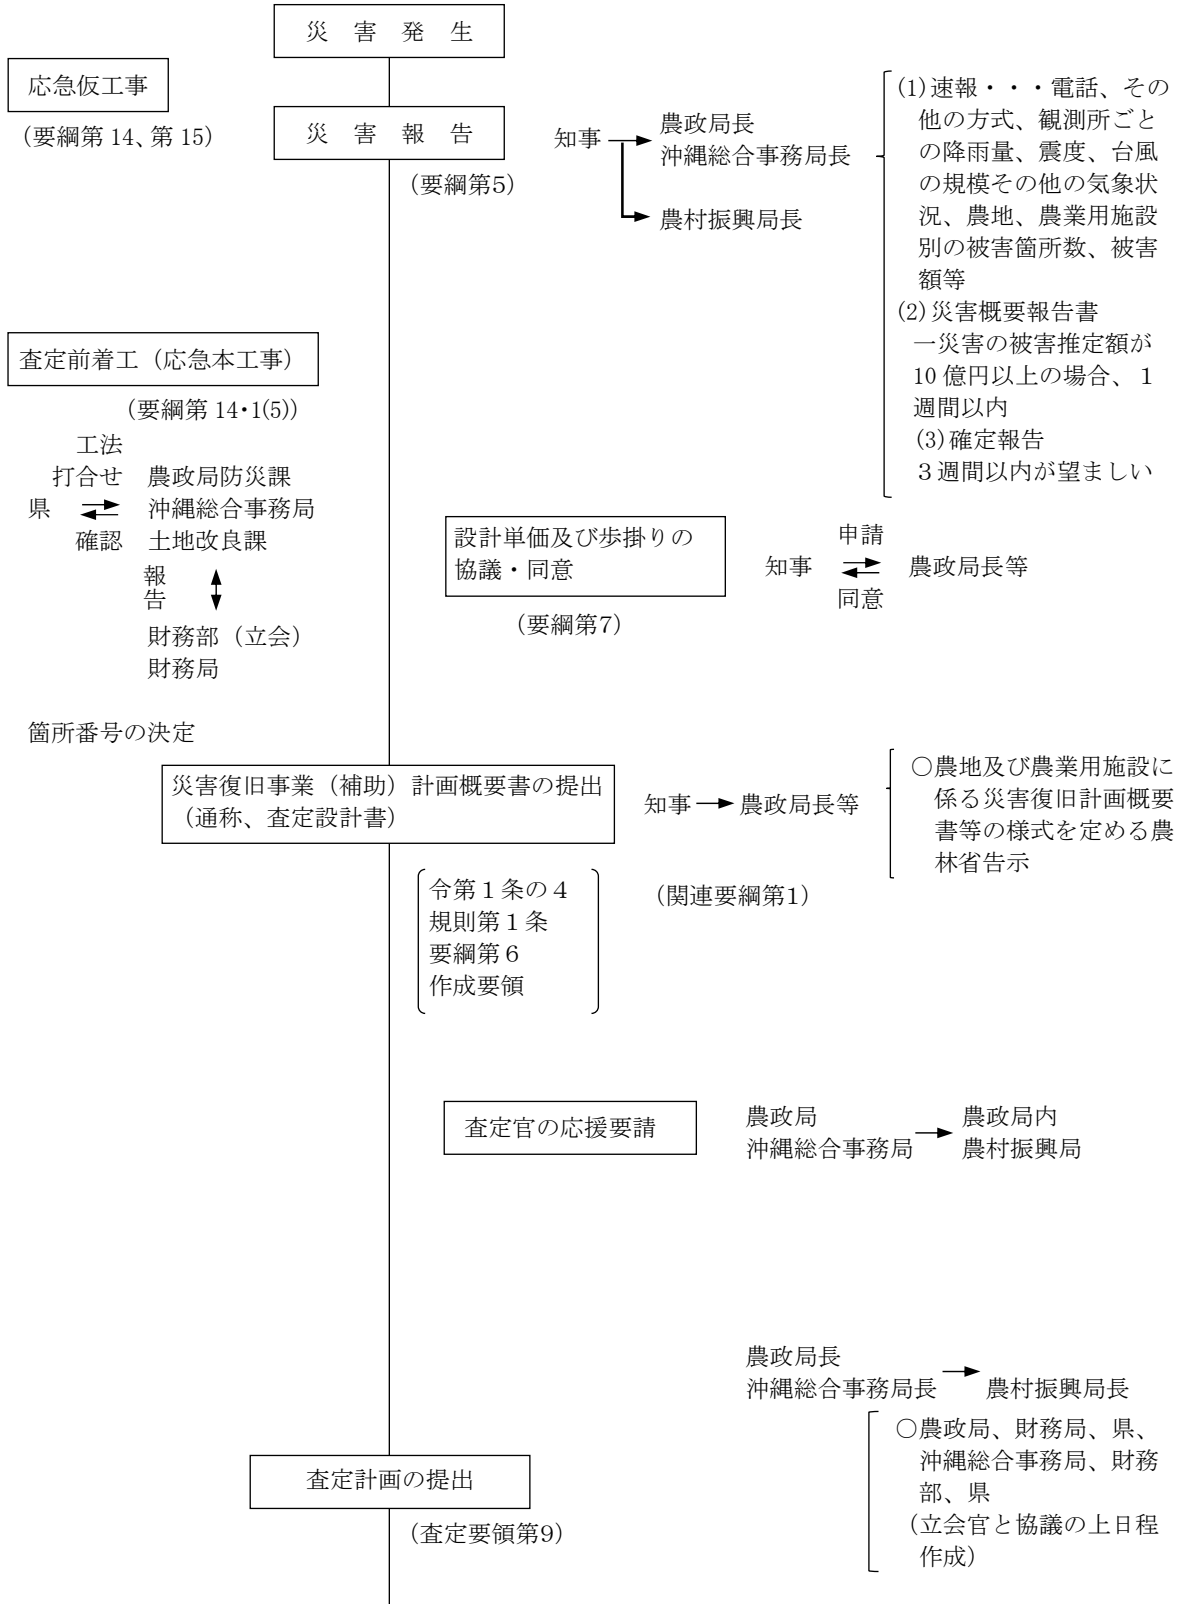 災　害　発　生
応急仮工事
(要綱第 14、第 15)
災　害　報　告
(要綱第5)
知事
農政局長
沖縄総合事務局長
農村振興局長
(1)速報・・・電話、その
他の方式、観測所ごと
の降雨量、震度、台風
の規模その他の気象状
況、農地、農業用施設
別の被害箇所数、被害
額等
(2)災害概要報告書
一災害の被害推定額が
10 億円以上の場合、１
週間以内
(3)確定報告
３週間以内が望ましい
査定前着工（応急本工事）
(要綱第 14・1(5))
工法
打合せ　農政局防災課
県　沖縄総合事務局
確認　土地改良課
報
告
財務部（立会）
財務局
設計単価及び歩掛りの
協議・同意
(要綱第7)
申請
知事　農政局長等
同意
箇所番号の決定
災害復旧事業（補助）計画概要書の提出
（通称、査定設計書）
知事　農政局長等
○農地及び農業用施設に
係る災害復旧計画概要
書等の様式を定める農
林省告示
令第１条の４
規則第１条
要綱第６
作成要領
(関連要綱第1)
査定官の応援要請
農政局
沖縄総合事務局
農政局内
農村振興局
農政局長
沖縄総合事務局長　農村振興局長
○農政局、財務局、県、
沖縄総合事務局、財務
部、県
(立会官と協議の上日程
作成)
査定計画の提出
(査定要領第9)